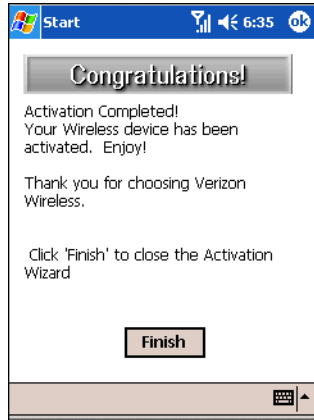 Start 6:35 ok
Congratulations!
Activation Completed!
Your Wireless device has been
activated. Enjoy!
Thank you for choosing Verizon
Wireless.
Click 'Finish' to close the Activation
Wizard
Finish